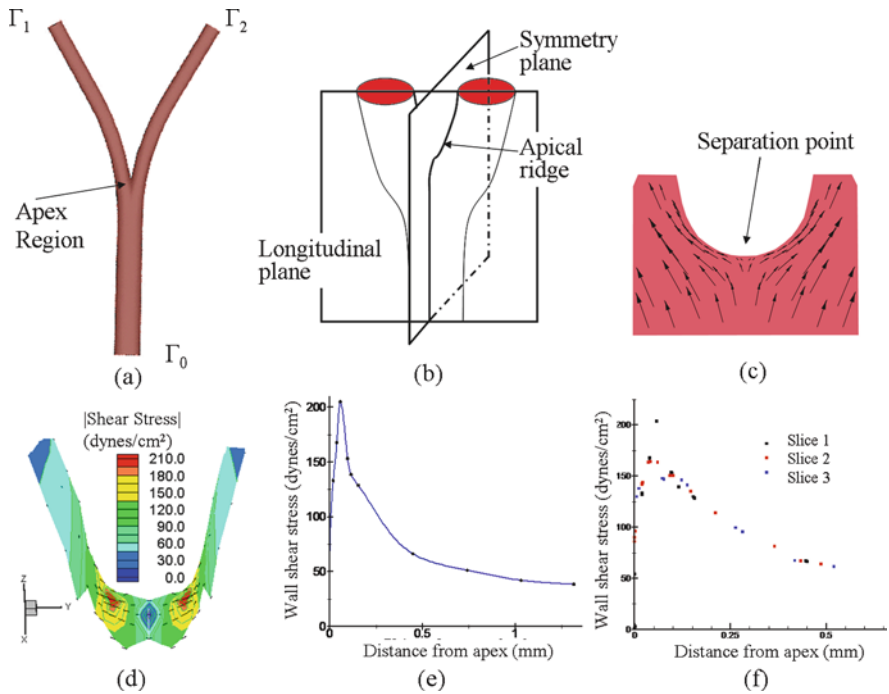 Γ1
Γ2
Apex
Region
Γ0
(a)
Symmetry
plane
Apical
ridge
Longitudinal
plane
(b)
Separation point
(c)
|Shear Stress|
(dynes/cm²)
210.0
180.0
150.0
120.0
90.0
60.0
30.0
0.0
Z
Y
X
(d)
Wall shear stress (dynes/cm²)
200
150
100
50
0
0.5
1
Distance from apex (mm)
(e)
Wall shear stress (dynes/cm²)
200
150
100
50
0
0
0.25
0.5
Slice 1
Slice 2
Slice 3
Distance from apex (mm)
(f)